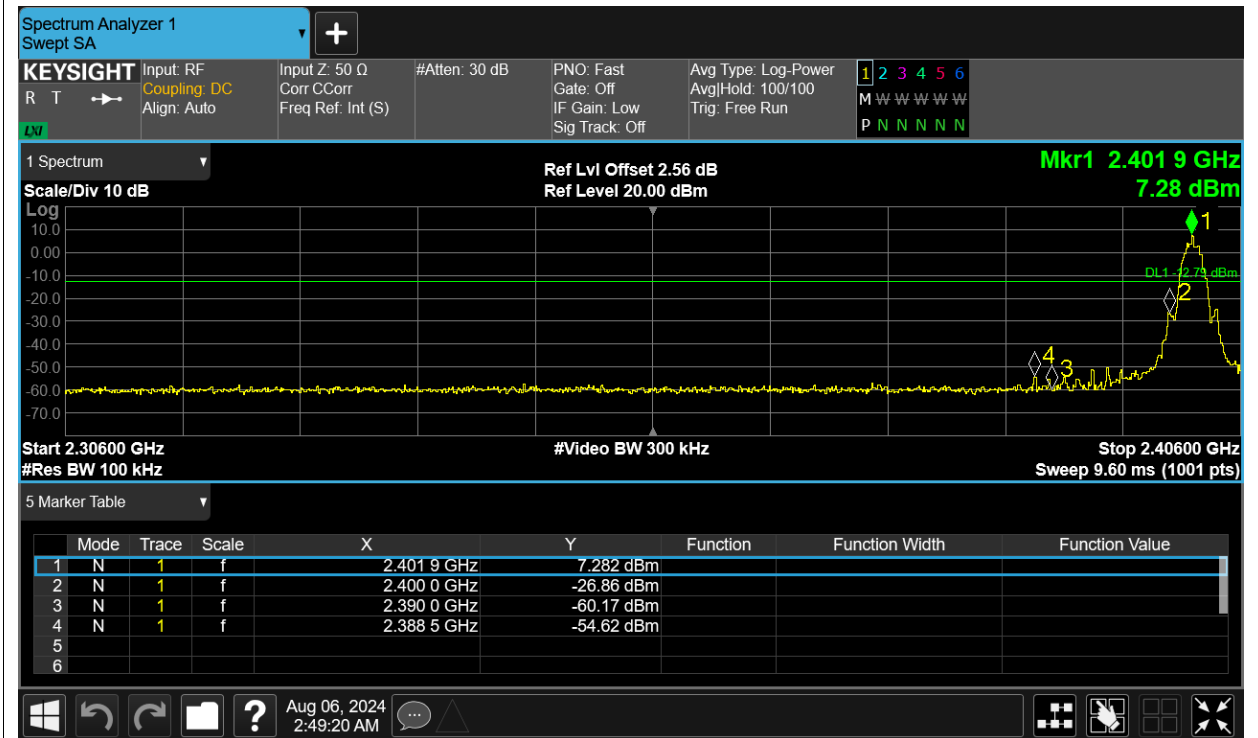 Spectrum Analyzer 1
Swept SA
KEYSIGHT
R T
LXI
Input: RF
Coupling: DC
Align: Auto
Input Z: 50 Ω
Corr CCorr
Freq Ref: Int (S)
#Atten: 30 dB
PNO: Fast
Gate: Off
IF Gain: Low
Sig Track: Off
Avg Type: Log-Power
Avg|Hold: 100/100
Trig: Free Run
1 2 3 4 5 6
M W W W W W
P N N N N N
1 Spectrum
Scale/Div 10 dB
Ref Lvl Offset 2.56 dB
Ref Level 20.00 dBm
Mkr1 2.401 9 GHz
7.28 dBm
Log
10.0
0.00
-10.0
-20.0
-30.0
-40.0
-50.0
-60.0
-70.0
1
DL1 -12.79 dBm
2
4
3
Start 2.30600 GHz
#Video BW 300 kHz
Stop 2.40600 GHz
#Res BW 100 kHz
Sweep 9.60 ms (1001 pts)
5 Marker Table
Mode Trace Scale X Y Function Function Width Function Value
1 N 1 f 2.401 9 GHz 7.282 dBm
2 N 1 f 2.400 0 GHz -26.86 dBm
3 N 1 f 2.390 0 GHz -60.17 dBm
4 N 1 f 2.388 5 GHz -54.62 dBm
5
6
?
Aug 06, 2024
2:49:20 AM